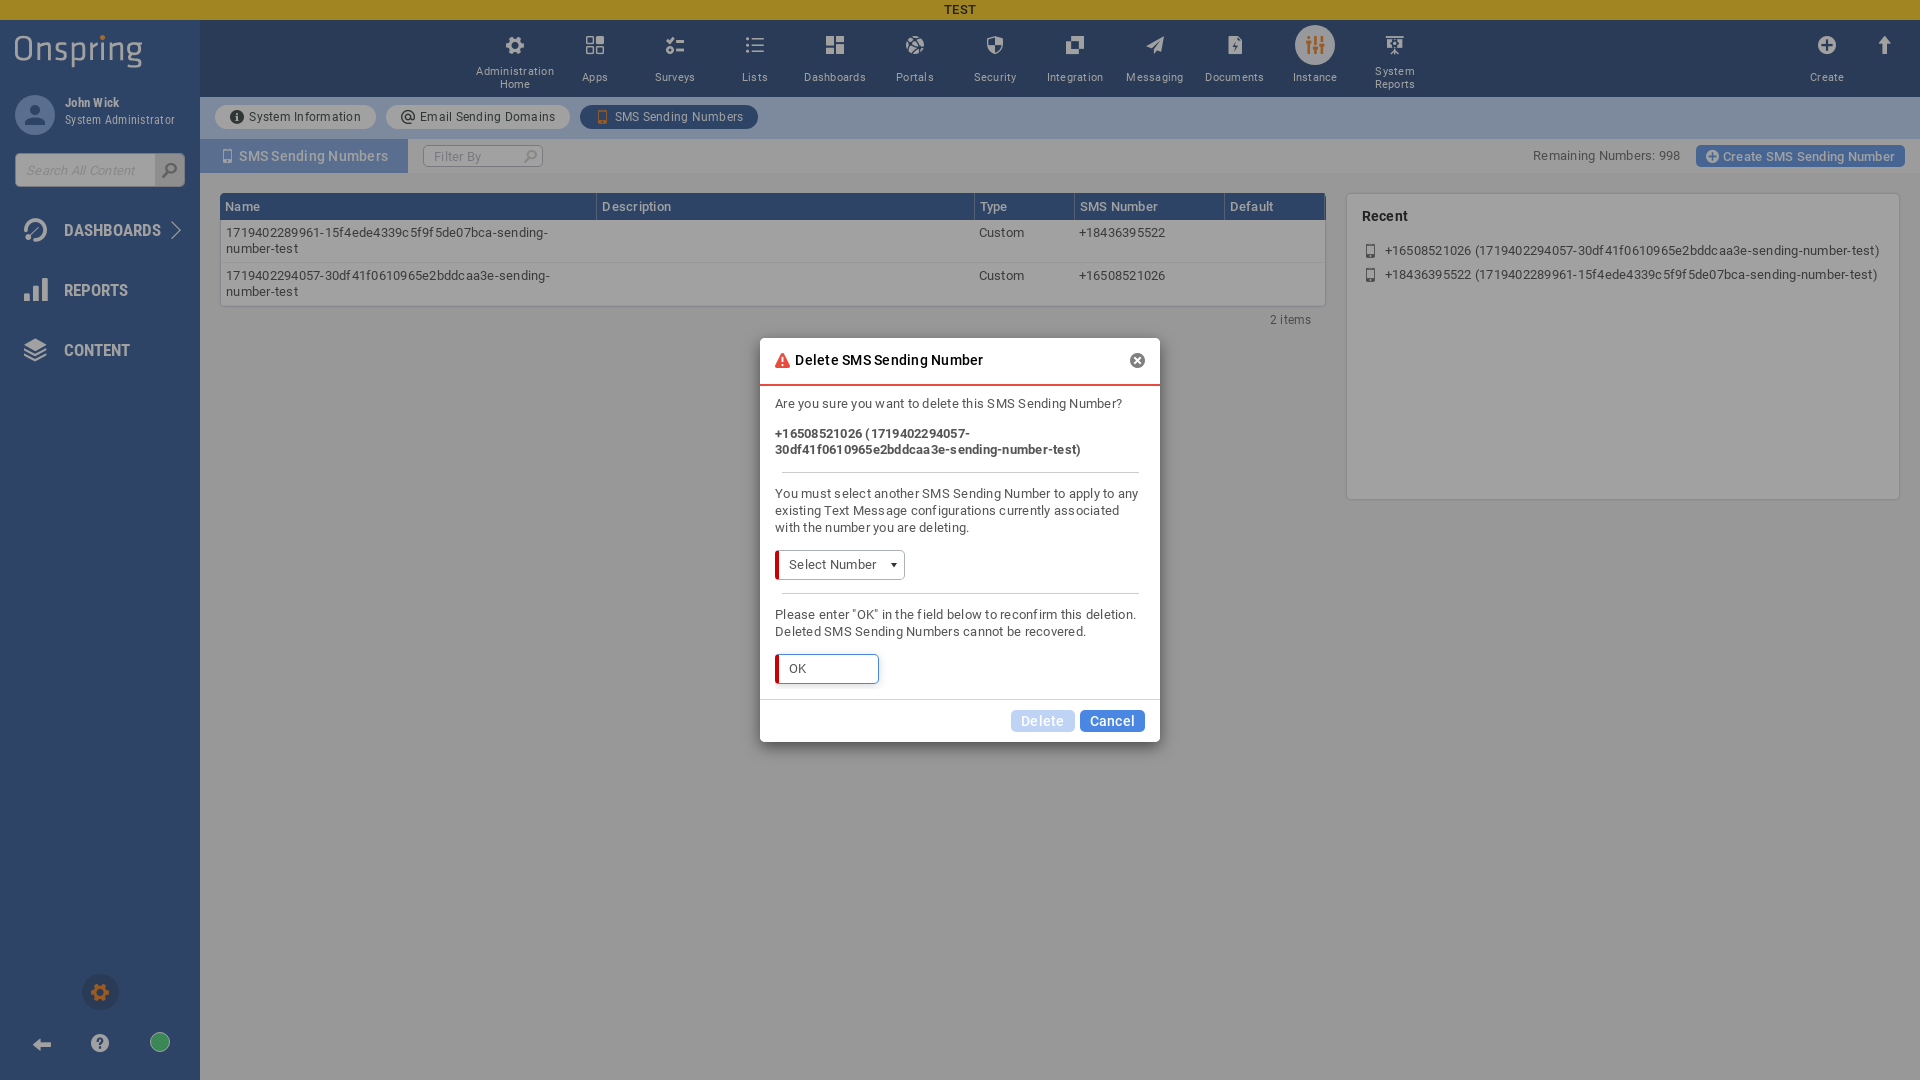 TEST
Onspring
John Wick
System Administrator
Search All Content
DASHBOARDS
REPORTS
CONTENT
Administration
Home
Apps
Surveys
Lists
Dashboards
Portals
Security
Integration
Messaging
Documents
Instance
System
Reports
Create
System Information
Email Sending Domains
SMS Sending Numbers
SMS Sending Numbers
Filter By
Remaining Numbers: 998
Create SMS Sending Number
Name Description Type SMS Number Default
1719402289961-15f4ede4339c5f9f5de07bca-sending-
number-test
Custom +18436395522
1719402294057-30df41f0610965e2bddcaa3e-sending-
number-test
Custom +16508521026
2 items
Recent
+16508521026 (1719402294057-30df41f0610965e2bddcaa3e-sending-number-test)
+18436395522 (1719402289961-15f4ede4339c5f9f5de07bca-sending-number-test)
Delete SMS Sending Number
Are you sure you want to delete this SMS Sending Number?
+16508521026 (1719402294057-
30df41f0610965e2bddcaa3e-sending-number-test)
You must select another SMS Sending Number to apply to any
existing Text Message configurations currently associated
with the number you are deleting.
Select Number
Please enter "OK" in the field below to reconfirm this deletion.
Deleted SMS Sending Numbers cannot be recovered.
OK
Delete
Cancel